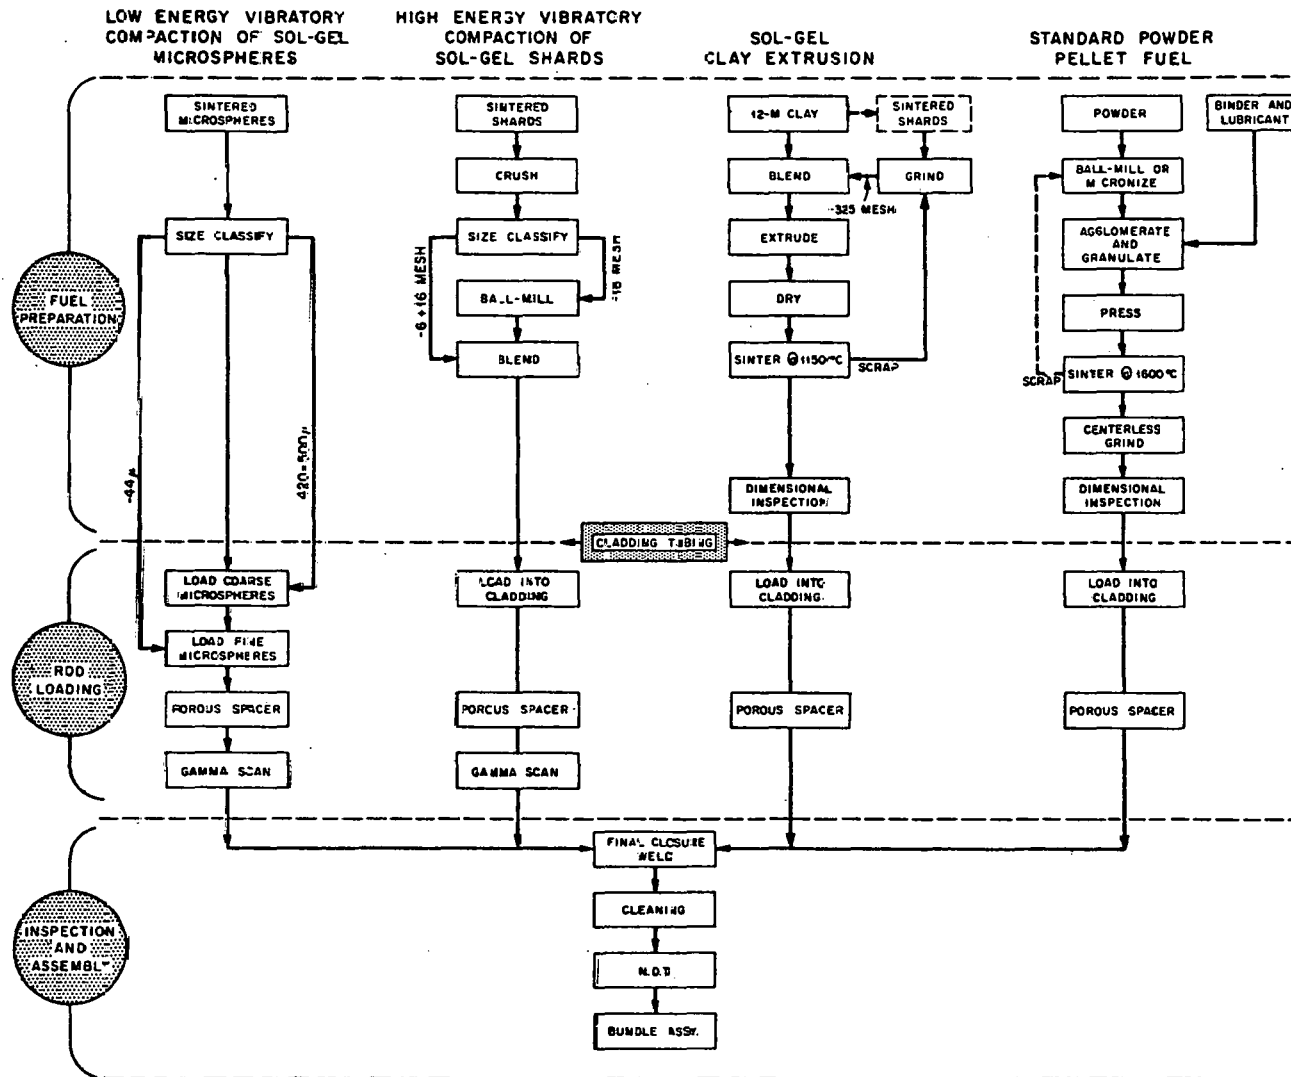 LOW ENERGY VIBRATORY
COMPACTION OF SOL-GEL
MICROSPHERES
HIGH ENERGY VIBRATORY
COMPACTION OF
SOL-GEL SHARDS
SOL-GEL
CLAY EXTRUSION
STANDARD POWDER
PELLET FUEL
SINTERED
MICROSPHERES
SIZE CLASSIFY
-44µ
420-500µ
SINTERED
SHARDS
CRUSH
SIZE CLASSIFY
-6 +16 MESH
-16 MESH
BALL-MILL
BLEND
12-M CLAY
SINTERED
SHARDS
BLEND
GRIND
-325 MESH
EXTRUDE
DRY
SINTER @ 1150°C
SCRAP
DIMENSIONAL
INSPECTION
POWDER
BINDER AND
LUBRICANT
BALL-MILL OR
MICRONIZE
AGGLOMERATE
AND
GRANULATE
PRESS
SINTER @ 1600°C
SCRAP
CENTERLESS
GRIND
DIMENSIONAL
INSPECTION
FUEL
PREPARATION
CLADDING TUBING
LOAD COARSE
MICROSPHERES
LOAD FINE
MICROSPHERES
POROUS SPACER
GAMMA SCAN
LOAD INTO
CLADDING
POROUS SPACER
GAMMA SCAN
LOAD INTO
CLADDING
POROUS SPACER
LOAD INTO
CLADDING
POROUS SPACER
ROD
LOADING
FINAL CLOSURE
WELD
CLEANING
N.D.T.
BUNDLE ASSY.
INSPECTION
AND
ASSEMBLY